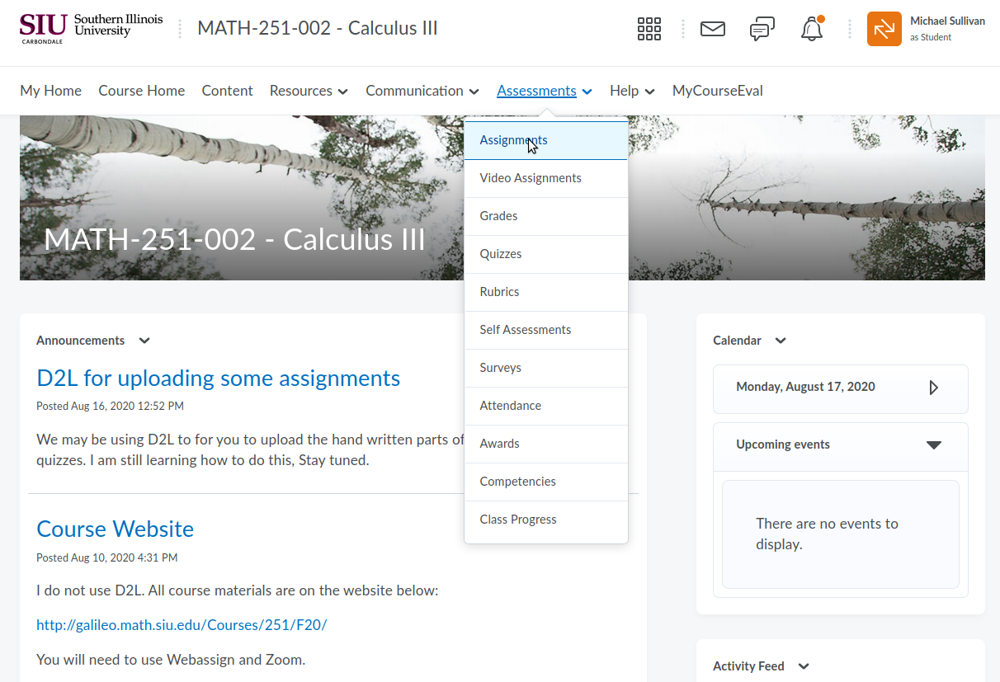 SIU
CARBONDALE
Southern Illinois
University
MATH-251-002 - Calculus III
Michael Sullivan
as Student
My Home Course Home Content Resources Communication Assessments Help MyCourseEval
Assignments
Video Assignments
Grades
Quizzes
Rubrics
Self Assessments
Surveys
Attendance
Awards
Competencies
Class Progress
MATH-251-002 - Calculus III
Announcements
D2L for uploading some assignments
Posted Aug 16, 2020 12:52 PM
We may be using D2L to for you to upload the hand written parts of
quizzes. I am still learning how to do this, Stay tuned.
Course Website
Posted Aug 10, 2020 4:31 PM
I do not use D2L. All course materials are on the website below:
http://galileo.math.siu.edu/Courses/251/F20/
You will need to use Webassign and Zoom.
Calendar
Monday, August 17, 2020
Upcoming events
There are no events to
display.
Activity Feed